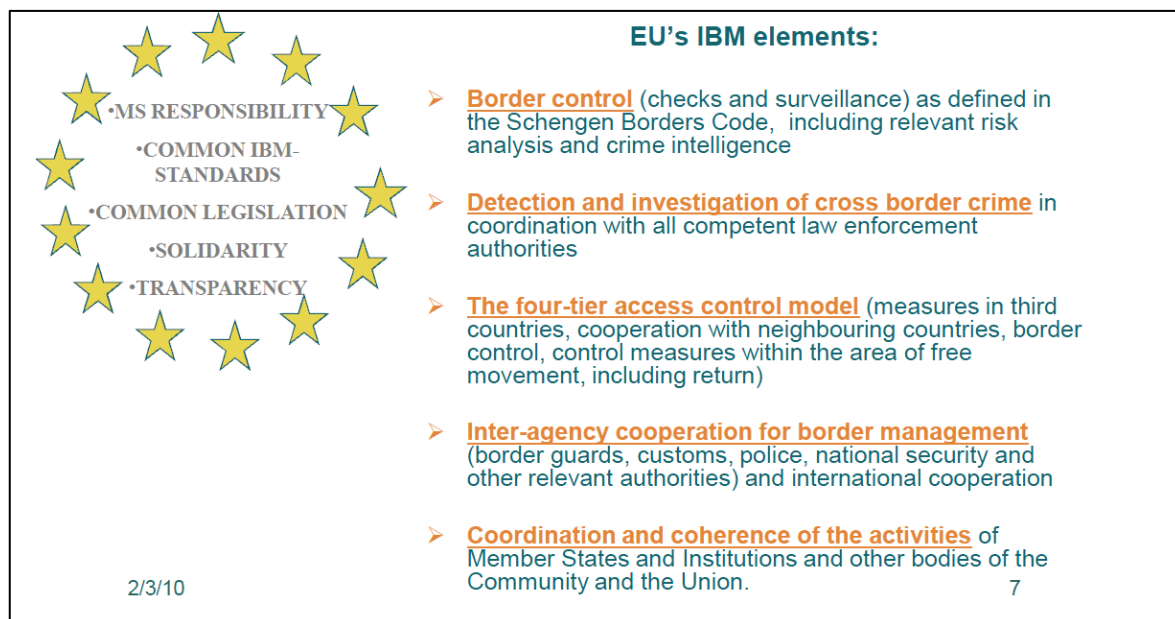 EU's IBM elements:
•MS RESPONSIBILITY
•COMMON IBM-
STANDARDS
•COMMON LEGISLATION
•SOLIDARITY
•TRANSPARENCY
➢ Border control (checks and surveillance) as defined in
the Schengen Borders Code, including relevant risk
analysis and crime intelligence
➢ Detection and investigation of cross border crime in
coordination with all competent law enforcement
authorities
➢ The four-tier access control model (measures in third
countries, cooperation with neighbouring countries, border
control, control measures within the area of free
movement, including return)
➢ Inter-agency cooperation for border management
(border guards, customs, police, national security and
other relevant authorities) and international cooperation
➢ Coordination and coherence of the activities of
Member States and Institutions and other bodies of the
Community and the Union.
2/3/10
7